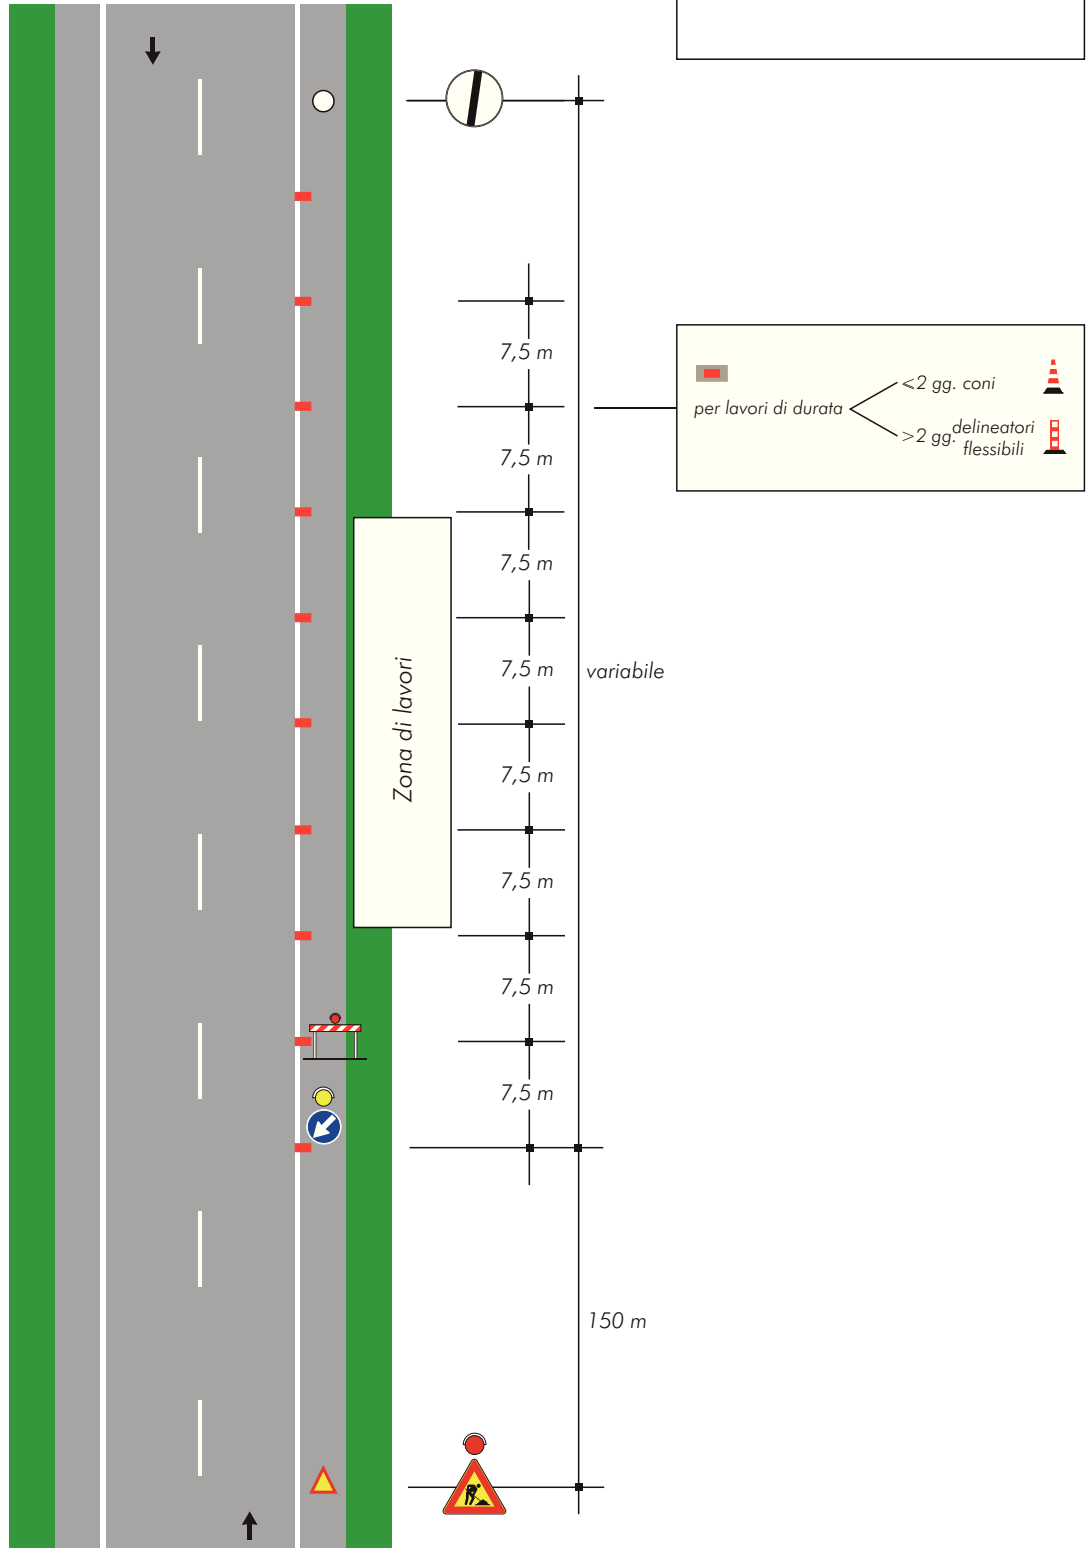 7,5 m
per lavori di durata
≤2 gg. coni
>2 gg. delineatori
flessibili
7,5 m
7,5 m
7,5 m
variabile
Zona di lavori
7,5 m
7,5 m
7,5 m
7,5 m
150 m